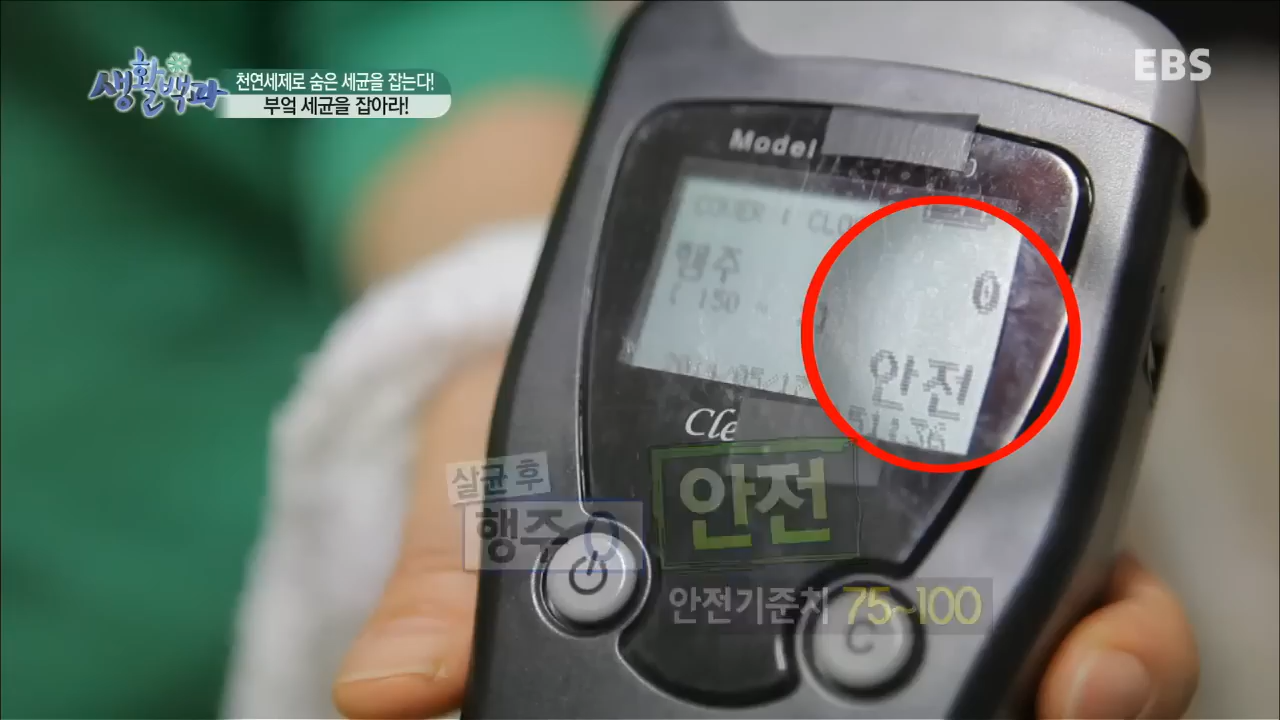 생활백과
천연세제로 숨은 세균을 잡는다!
부엌 세균을 잡아라!
EBS
Model
행주
0
안전
Cle
살균 후
행주 0
안전
안전기준치 75~100
C